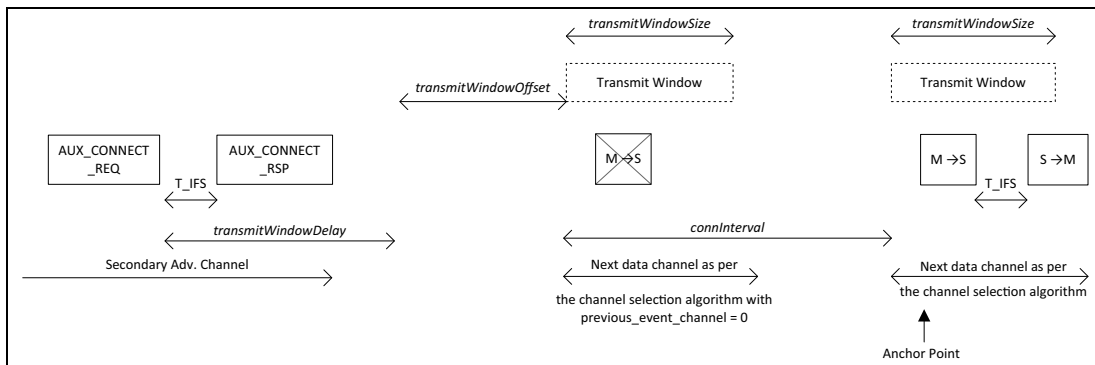 transmitWindowSize
transmitWindowSize
Transmit Window
Transmit Window
transmitWindowOffset
AUX_CONNECT
_REQ
AUX_CONNECT
_RSP
M → S
M → S
S → M
T_IFS
T_IFS
transmitWindowDelay
connInterval
Secondary Adv. Channel
Next data channel as per
the channel selection algorithm with
previous_event_channel = 0
Next data channel as per
the channel selection algorithm
Anchor Point